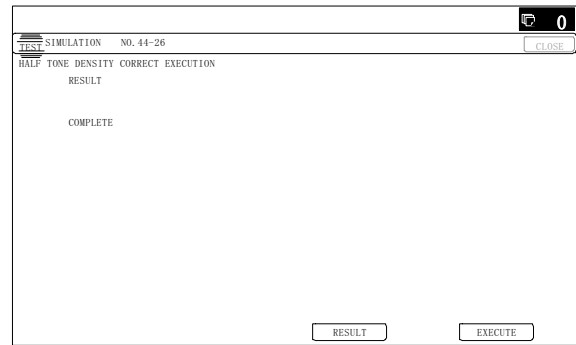 0
TEST SIMULATION NO. 44-26 CLOSE
HALF TONE DENSITY CORRECT EXECUTION
RESULT
COMPLETE
RESULT EXECUTE